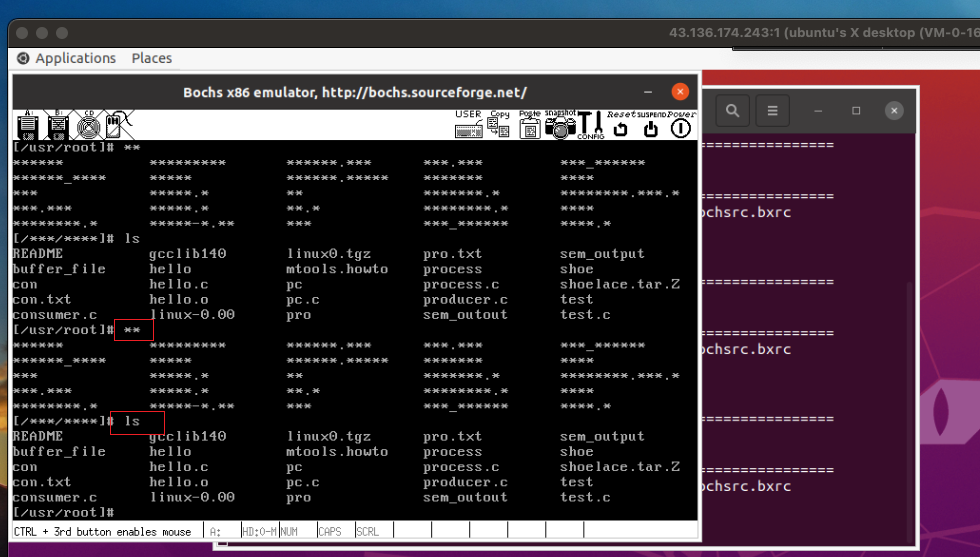 43.136.174.243:1 (ubuntu's X desktop (VM-0-16
Applications Places
Bochs x86 emulator, http://bochs.sourceforge.net/
A: B: CD USER Copy Paste snapshot CONFIG Reset SUSPEND Power
[/usr/root]# **
****** ********* ******.*** ***.*** ***_******
******_**** ***** ******.***** ******* ****
*** *****.* ** *******.* ********.***.*
***.*** *****.* **.* ********.* ****
********.* *****-*.** *** ***_****** ****.*
[/***/****]# ls
README gcclib140 linux0.tgz pro.txt sem_output
buffer_file hello mtools.howto process shoe
con hello.c pc process.c shoelace.tar.Z
con.txt hello.o pc.c producer.c test
consumer.c linux-0.00 pro sem_outout test.c
[/usr/root]# **
****** ********* ******.*** ***.*** ***_******
******_**** ***** ******.***** ******* ****
*** *****.* ** *******.* ********.***.*
***.*** *****.* **.* ********.* ****
********.* *****-*.** *** ***_****** ****.*
[/***/****]# ls
README gcclib140 linux0.tgz pro.txt sem_output
buffer_file hello mtools.howto process shoe
con hello.c pc process.c shoelace.tar.Z
con.txt hello.o pc.c producer.c test
consumer.c linux-0.00 pro sem_outout test.c
[/usr/root]#
CTRL + 3rd button enables mouse A: HD:0-M NUM CAPS SCRL
================
================
ochsrc.bxrc
================
================
ochsrc.bxrc
================
================
ochsrc.bxrc